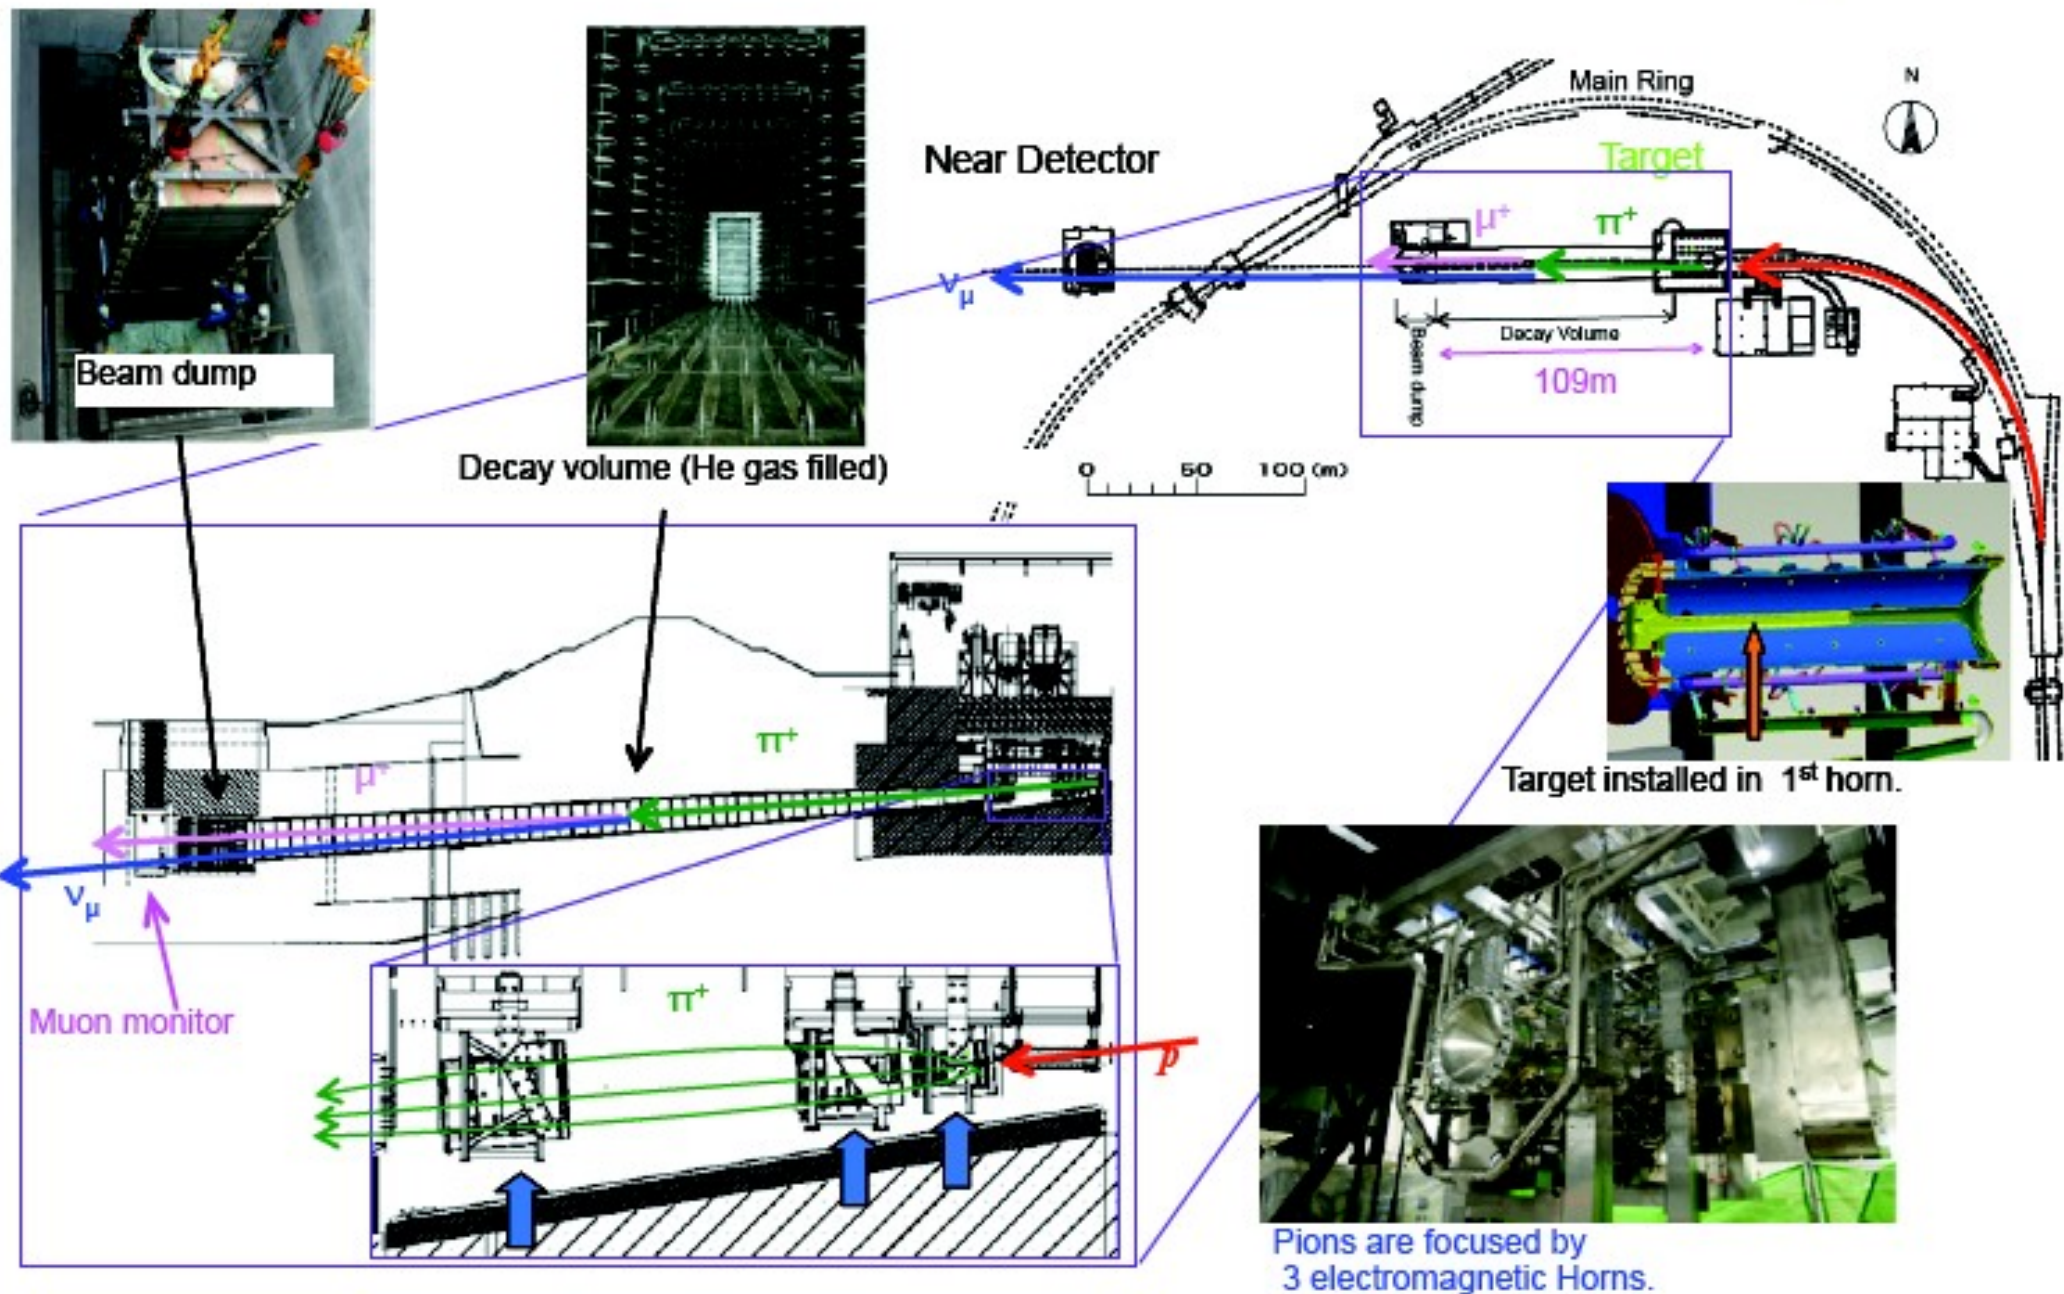 Main Ring
N
Near Detector
Target
μ⁺
π⁺
νμ
Beam dump
Decay Volume
109m
Beam dump
Decay volume (He gas filled)
0 50 100 (m)
π⁺
μ⁺
νμ
Target installed in 1st horn.
Muon monitor
π⁺
p
Pions are focused by
3 electromagnetic Horns.